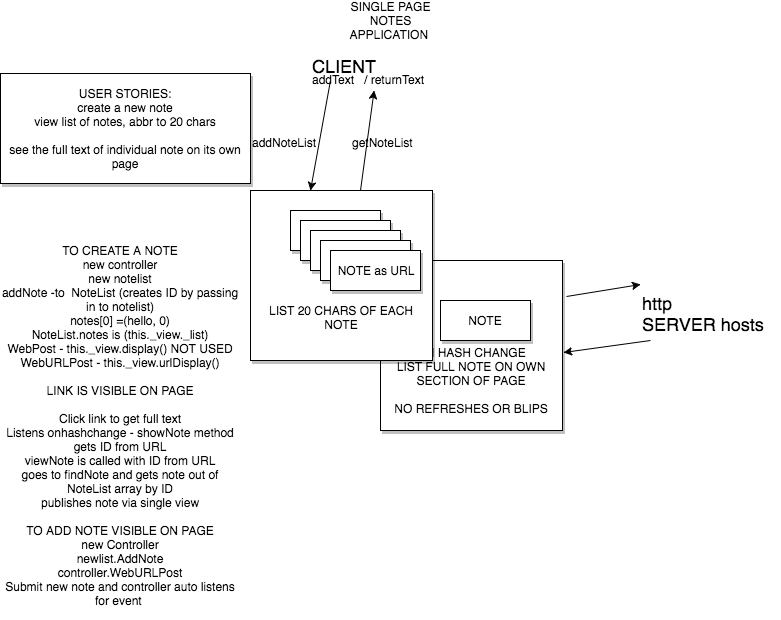 SINGLE PAGE
NOTES
APPLICATION
CLIENT
addText / returnText
USER STORIES:
create a new note
view list of notes, abbr to 20 chars
see the full text of individual note on its own
page
addNoteList
getNoteList
NOTE as URL
LIST 20 CHARS OF EACH
NOTE
NOTE
HASH CHANGE
LIST FULL NOTE ON OWN
SECTION OF PAGE
NO REFRESHES OR BLIPS
http
SERVER hosts
TO CREATE A NOTE
new controller
new notelist
addNote -to NoteList (creates ID by passing
in to notelist)
notes[0] =(hello, 0)
NoteList.notes is (this._view._list)
WebPost - this._view.display() NOT USED
WebURLPost - this._view.urlDisplay()
LINK IS VISIBLE ON PAGE
Click link to get full text
Listens onhashchange - showNote method
gets ID from URL
viewNote is called with ID from URL
goes to findNote and gets note out of
NoteList array by ID
publishes note via single view
TO ADD NOTE VISIBLE ON PAGE
new Controller
newlist.AddNote
controller.WebURLPost
Submit new note and controller auto listens
for event